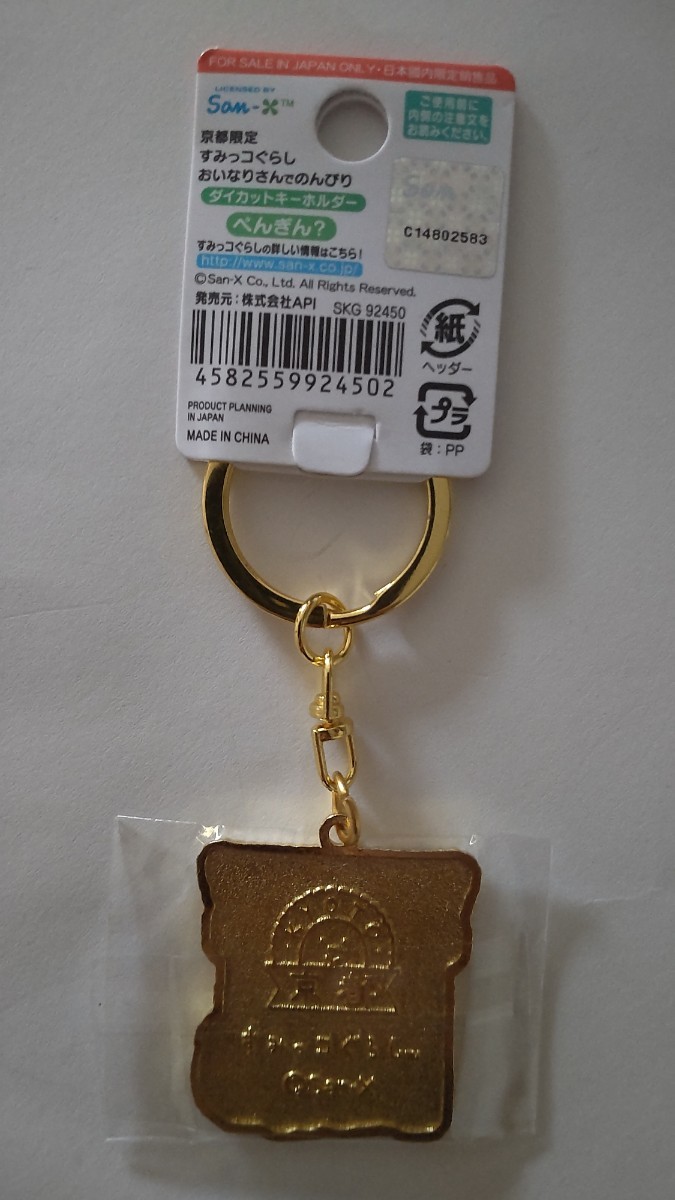 FOR SALE IN JAPAN ONLY・日本国内限定販売品
LICENSED BY
San-X™
京都限定
すみっコぐらし
おいなりさんでのんびり
ダイカットキーホルダー
ぺんぎん?
すみっコぐらしの詳しい情報はこちら!
http://www.san-x.co.jp/
©San-X Co., Ltd. All Rights Reserved.
発売元:株式会社API
SKG 92450
4582559924502
PRODUCT PLANNING
IN JAPAN
MADE IN CHINA
ご使用前に
内側の注意文を
お読みください。
San
C14802583
紙
ヘッダー
プラ
袋:PP
KYOTO
京都
すみっコぐらし
©San-X